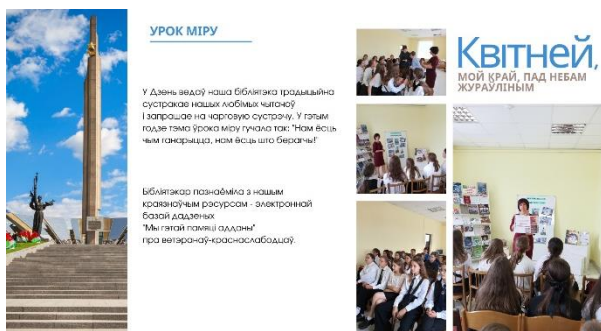 УРОК МІРУ
У Дзень ведаў наша бібліятэка традыцыйна
сустракае нашых любімых чытачоў
і запрашае на чарговую сустрэчу. У гэтым
годзе тэма ўрока міру гучала так: "Нам ёсць
чым ганарыцца, нам ёсць што берагчы!'
Бібліятэкар пазнаёміла з нашым
краязнаўчым рэсурсам - электроннай
базай дадзеных
"Мы гэтай памяці адданы"
пра ветэранаў-краснаслабодцаў.
Квітней,
МОЙ КРАЙ, ПАД НЕБАМ
ЖУРАЎЛІНЫМ